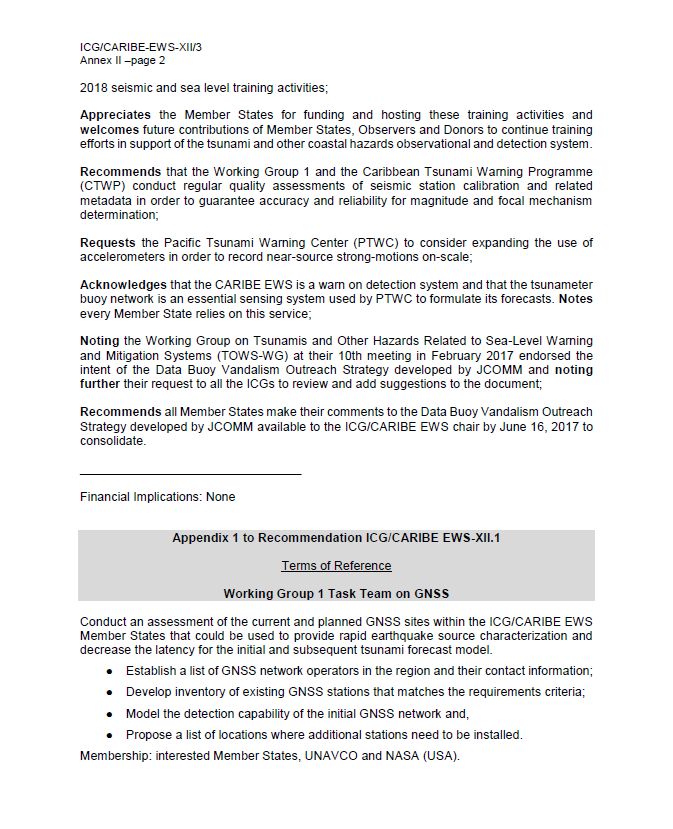 ICG/CARIBE-EWS-XII/3
Annex II –page 2
2018 seismic and sea level training activities;
Appreciates the Member States for funding and hosting these training activities and
welcomes future contributions of Member States, Observers and Donors to continue training
efforts in support of the tsunami and other coastal hazards observational and detection system.
Recommends that the Working Group 1 and the Caribbean Tsunami Warning Programme
(CTWP) conduct regular quality assessments of seismic station calibration and related
metadata in order to guarantee accuracy and reliability for magnitude and focal mechanism
determination;
Requests the Pacific Tsunami Warning Center (PTWC) to consider expanding the use of
accelerometers in order to record near-source strong-motions on-scale;
Acknowledges that the CARIBE EWS is a warn on detection system and that the tsunameter
buoy network is an essential sensing system used by PTWC to formulate its forecasts. Notes
every Member State relies on this service;
Noting the Working Group on Tsunamis and Other Hazards Related to Sea-Level Warning
and Mitigation Systems (TOWS-WG) at their 10th meeting in February 2017 endorsed the
intent of the Data Buoy Vandalism Outreach Strategy developed by JCOMM and noting
further their request to all the ICGs to review and add suggestions to the document;
Recommends all Member States make their comments to the Data Buoy Vandalism Outreach
Strategy developed by JCOMM available to the ICG/CARIBE EWS chair by June 16, 2017 to
consolidate.
Financial Implications: None
Appendix 1 to Recommendation ICG/CARIBE EWS-XII.1
Terms of Reference
Working Group 1 Task Team on GNSS
Conduct an assessment of the current and planned GNSS sites within the ICG/CARIBE EWS
Member States that could be used to provide rapid earthquake source characterization and
decrease the latency for the initial and subsequent tsunami forecast model.
● Establish a list of GNSS network operators in the region and their contact information;
● Develop inventory of existing GNSS stations that matches the requirements criteria;
● Model the detection capability of the initial GNSS network and,
● Propose a list of locations where additional stations need to be installed.
Membership: interested Member States, UNAVCO and NASA (USA).